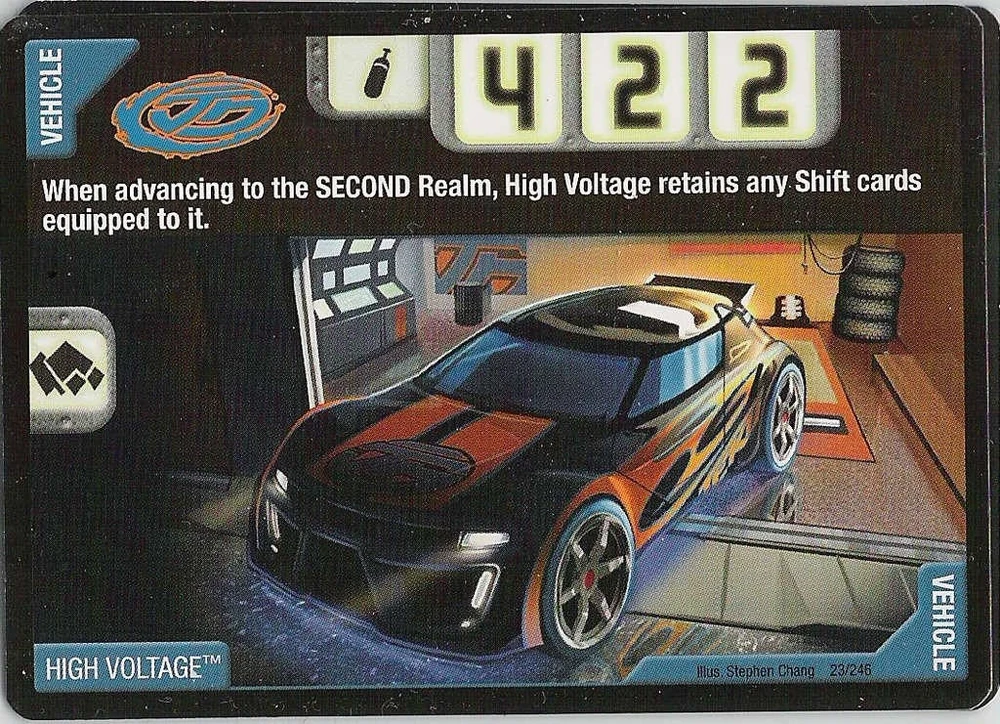 VEHICLE
4 2 2
When advancing to the SECOND Realm, High Voltage retains any Shift cards
equipped to it.
HIGH VOLTAGE™
Illus. Stephen Chang 23/246
VEHICLE